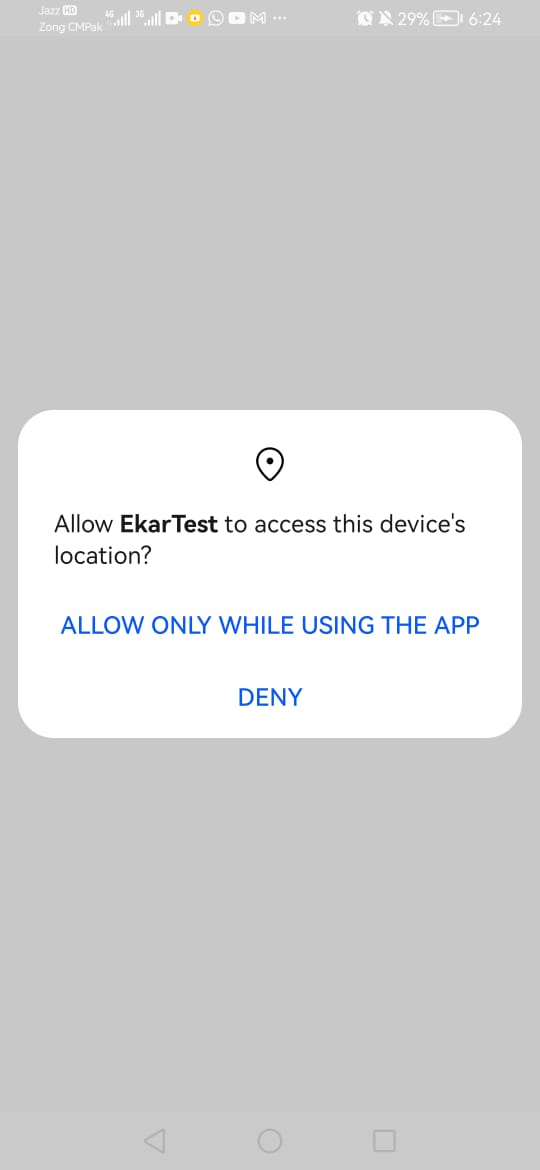 Jazz HD
Zong CMPak
4G
3G
29%
6:24
Allow EkarTest to access this device's
location?
ALLOW ONLY WHILE USING THE APP
DENY